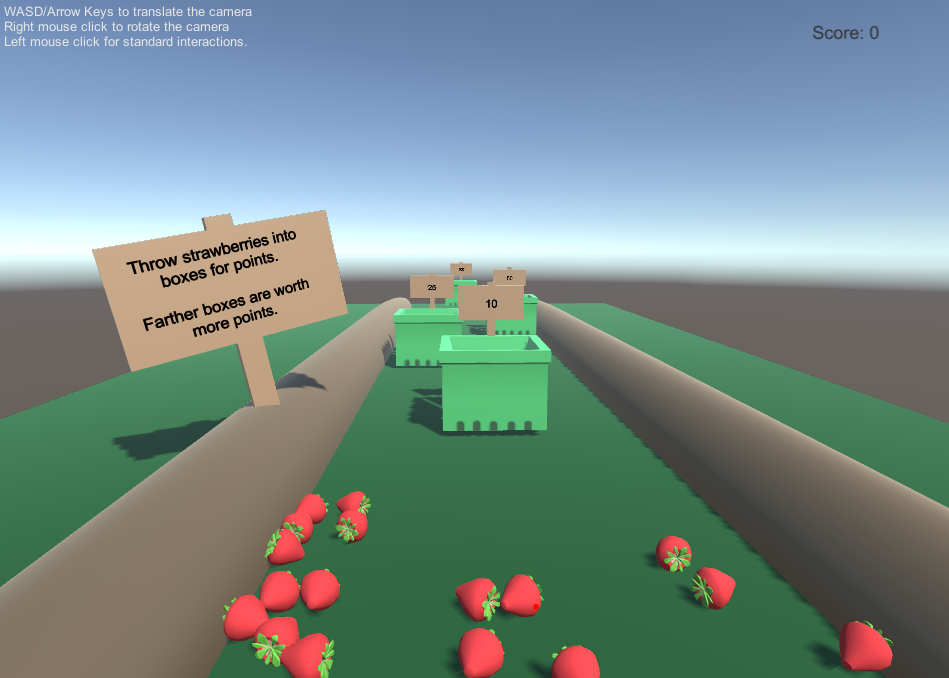 WASD/Arrow Keys to translate the camera
Right mouse click to rotate the camera
Left mouse click for standard interactions.
Score: 0
Throw strawberries into
boxes for points.
Farther boxes are worth
more points.
25
50
10